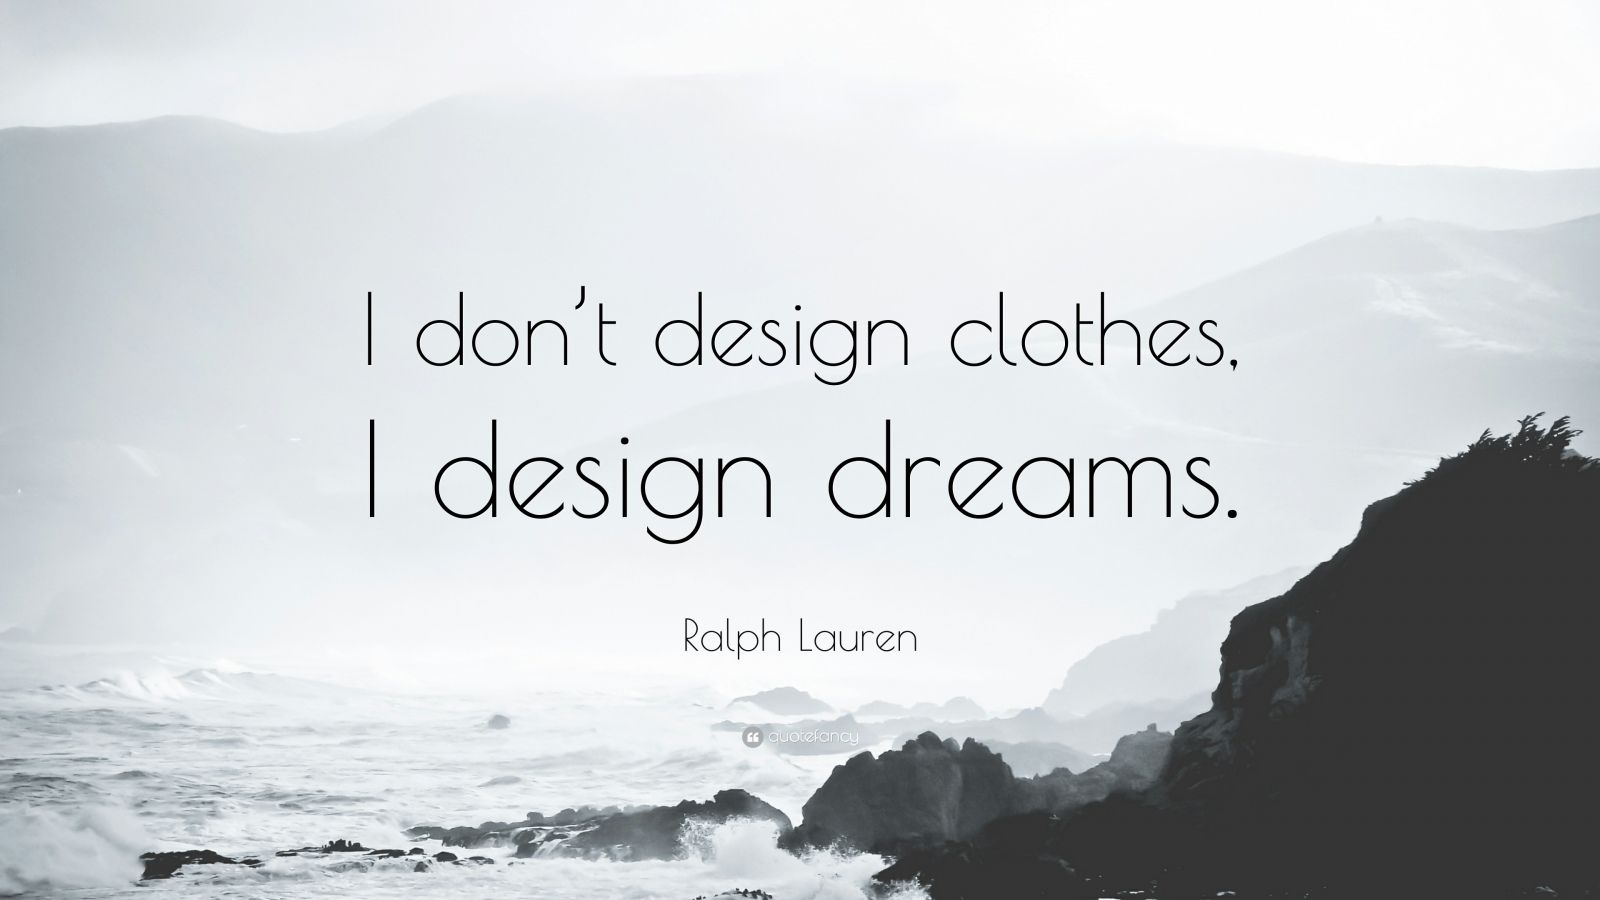 I don’t design clothes,
I design dreams.
Ralph Lauren
quotefancy